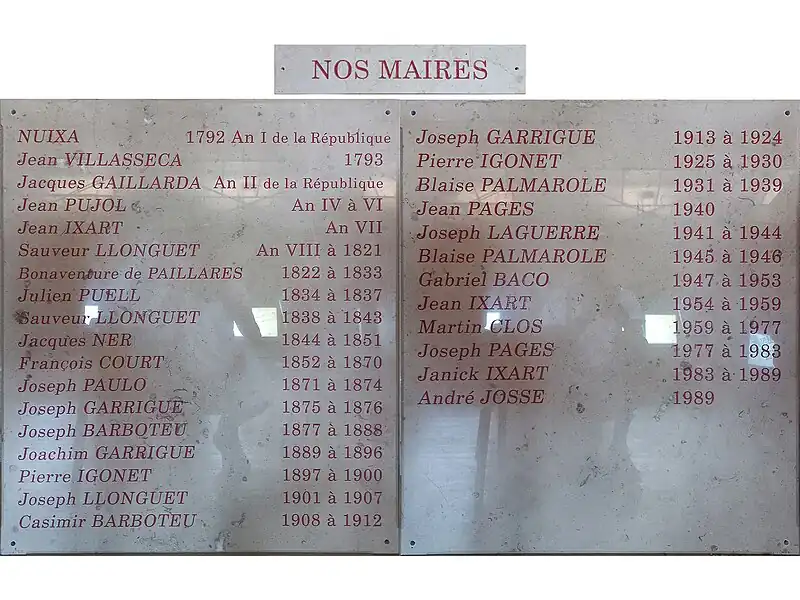 NOS MAIRES
NUIXA 1792 An I de la République
Jean VILLASSECA 1793
Jacques GAILLARDA An II de la République
Jean PUJOL An IV à VI
Jean IXART An VII
Sauveur LLONGUET An VIII à 1821
Bonaventure de PAILLARES 1822 à 1833
Julien PUELL 1834 à 1837
Sauveur LLONGUET 1838 à 1843
Jacques NER 1844 à 1851
François COURT 1852 à 1870
Joseph PAULO 1871 à 1874
Joseph GARRIGUE 1875 à 1876
Joseph BARBOTEU 1877 à 1888
Joachim GARRIGUE 1889 à 1896
Pierre IGONET 1897 à 1900
Joseph LLONGUET 1901 à 1907
Casimir BARBOTEU 1908 à 1912
Joseph GARRIGUE 1913 à 1924
Pierre IGONET 1925 à 1930
Blaise PALMAROLE 1931 à 1939
Jean PAGES 1940
Joseph LAGUERRE 1941 à 1944
Blaise PALMAROLE 1945 à 1946
Gabriel BACO 1947 à 1953
Jean IXART 1954 à 1959
Martin CLOS 1959 à 1977
Joseph PAGES 1977 à 1983
Janick IXART 1983 à 1989
André JOSSE 1989